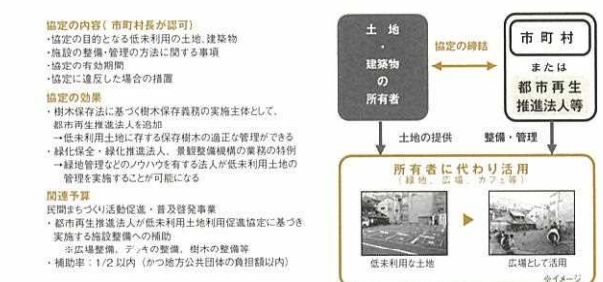 協定の内容( 市町村長が認可)
・協定の目的となる低未利用の土地、建築物
・施設の整備・管理の方法に関する事項
・協定の有効期間
・協定に違反した場合の措置
協定の効果
・樹木保存法に基づく樹木保存義務の実施主体として、
都市再生推進法人を追加
→低未利用土地に存する保存樹木の適正な管理ができる
・緑化保全・緑化推進法人、景観整備機構の業務の特例
→緑地管理などのノウハウを有する法人が低未利用土地の
管理を実施することが可能になる
関連予算
民間まちづくり活動促進・普及啓発事業
・都市再生推進法人が低未利用土地利用促進協定に基づき
実施する施設整備への補助
※広場整備、デッキの整備、樹木の整備等
・補助率：1/2 以内（かつ地方公共団体の負担額以内）
土 地
・
建築物
の
所有者
協定の締結
市 町 村
または
都市再生
推進法人等
土地の提供
整備・管理
所有者に代わり活用
（緑地、広場、カフェ等）
低未利用な土地
広場として活用
※イメージ